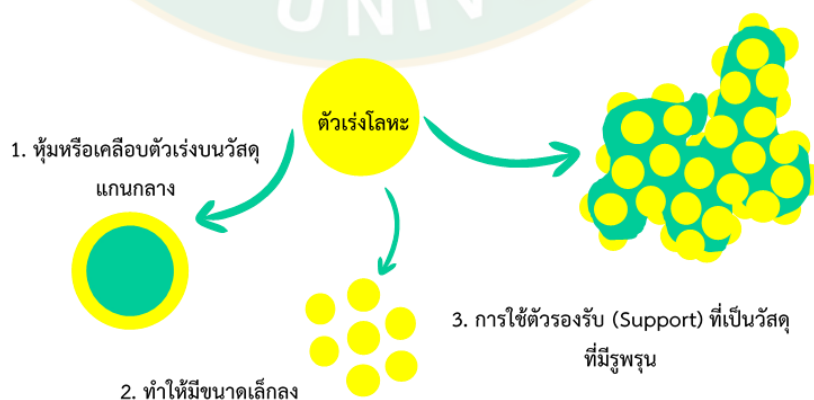 UNIV
ตัวเร่งโลหะ
1. หุ้มหรือเคลือบตัวเร่งบนวัสดุ
แกนกลาง
2. ทำให้มีขนาดเล็กลง
3. การใช้ตัวรองรับ (Support) ที่เป็นวัสดุ
ที่มีรูพรุน